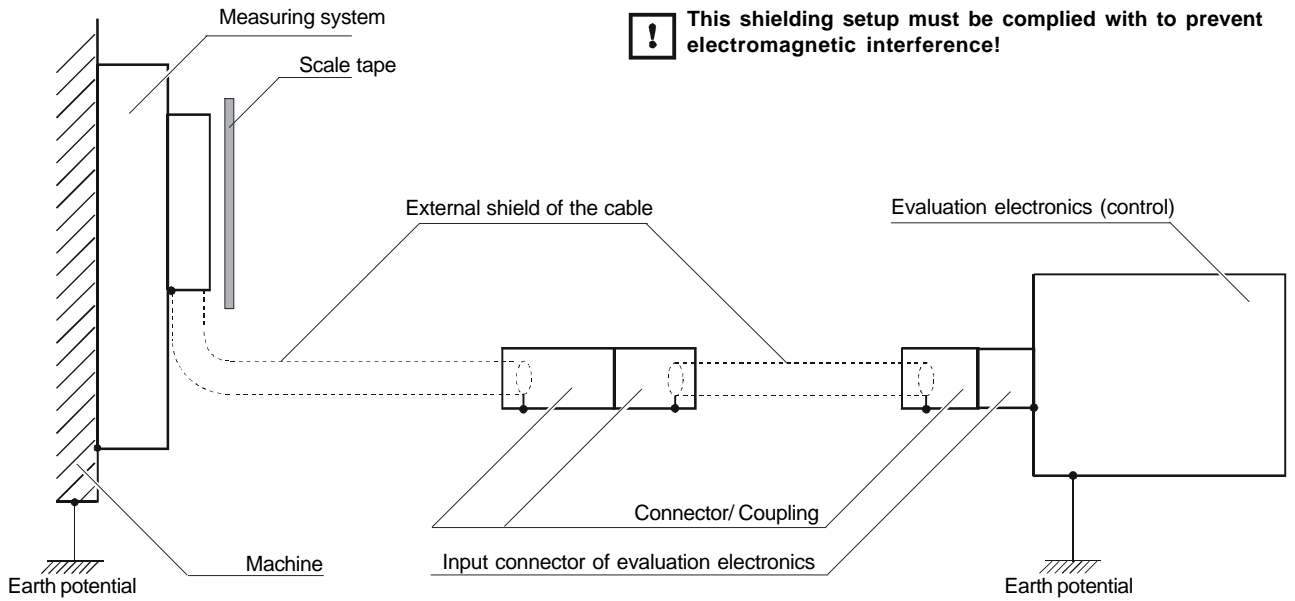 Measuring system
! This shielding setup must be complied with to prevent
electromagnetic interference!
Scale tape
External shield of the cable
Evaluation electronics (control)
Connector/ Coupling
Machine
Input connector of evaluation electronics
Earth potential
Earth potential